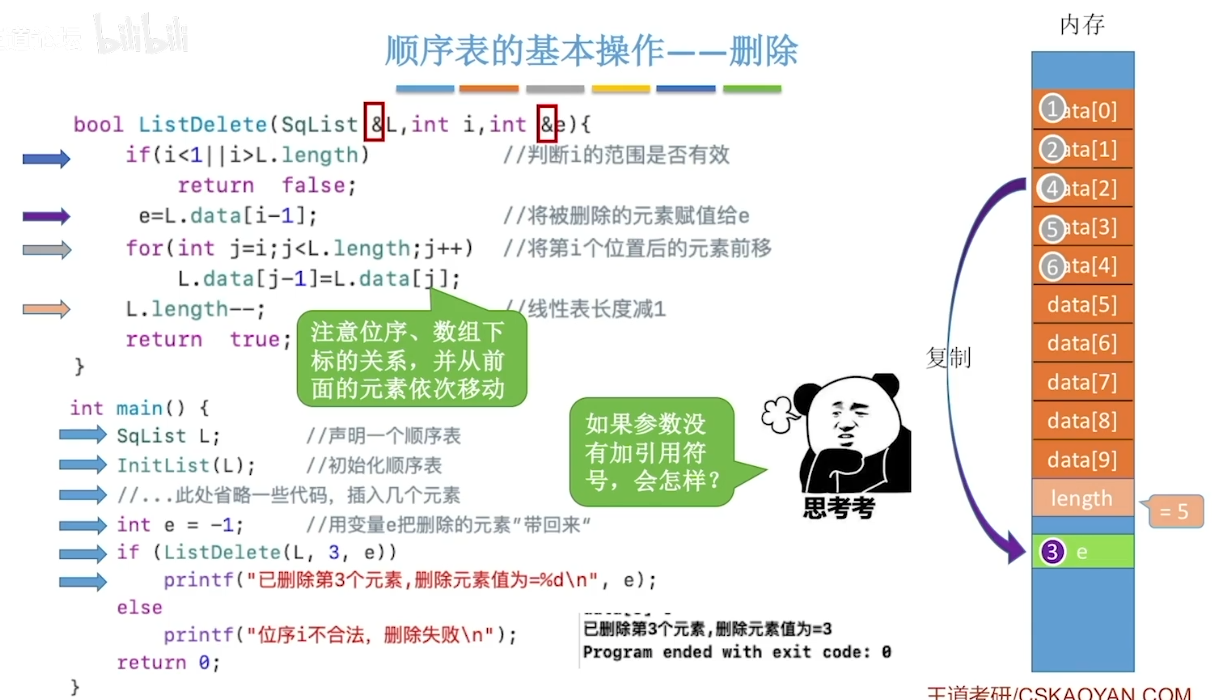 bilibili
内存
顺序表的基本操作——删除
bool ListDelete(SqList &L,int i,int &e){
if(i<1||i>L.length) //判断i的范围是否有效
return false;
e=L.data[i-1]; //将被删除的元素赋值给e
for(int j=i;j<L.length;j++) //将第i个位置后的元素前移
L.data[j-1]=L.data[j];
L.length--; //线性表长度减1
return true;
}
注意位序、数组下
标的关系，并从前
面的元素依次移动
int main() {
SqList L; //声明一个顺序表
InitList(L); //初始化顺序表
//...此处省略一些代码，插入几个元素
int e = -1; //用变量e把删除的元素"带回来"
if (ListDelete(L, 3, e))
printf("已删除第3个元素,删除元素值为=%d\n", e);
else
printf("位序i不合法，删除失败\n");
return 0;
}
如果参数没
有加引用符
号，会怎样？
思考考
已删除第3个元素,删除元素值为=3
Program ended with exit code: 0
复制
1 ata[0]
2 ata[1]
4 ata[2]
5 ata[3]
6 ata[4]
data[5]
data[6]
data[7]
data[8]
data[9]
length
= 5
3 e
王道考研/CSKAOYAN.COM